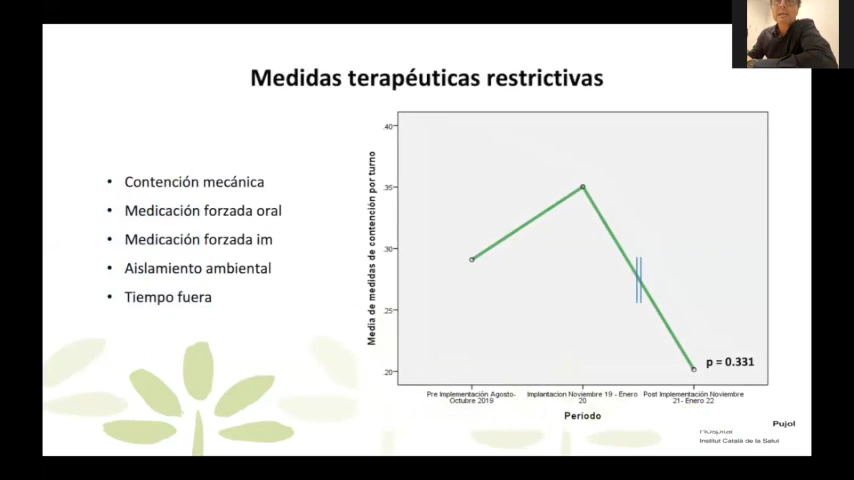 Medidas terapéuticas restrictivas
• Contención mecánica
• Medicación forzada oral
• Medicación forzada im
• Aislamiento ambiental
• Tiempo fuera
Media de medidas de contención por turno
.40
.35
.30
.25
.20
p = 0.331
Pre Implementación Agosto-
Octubre 2019
Implantacion Noviembre 19 - Enero
20
Post Implementación Noviembre
21- Enero 22
Periodo
Pujol
Hospital
Institut Català de la Salut